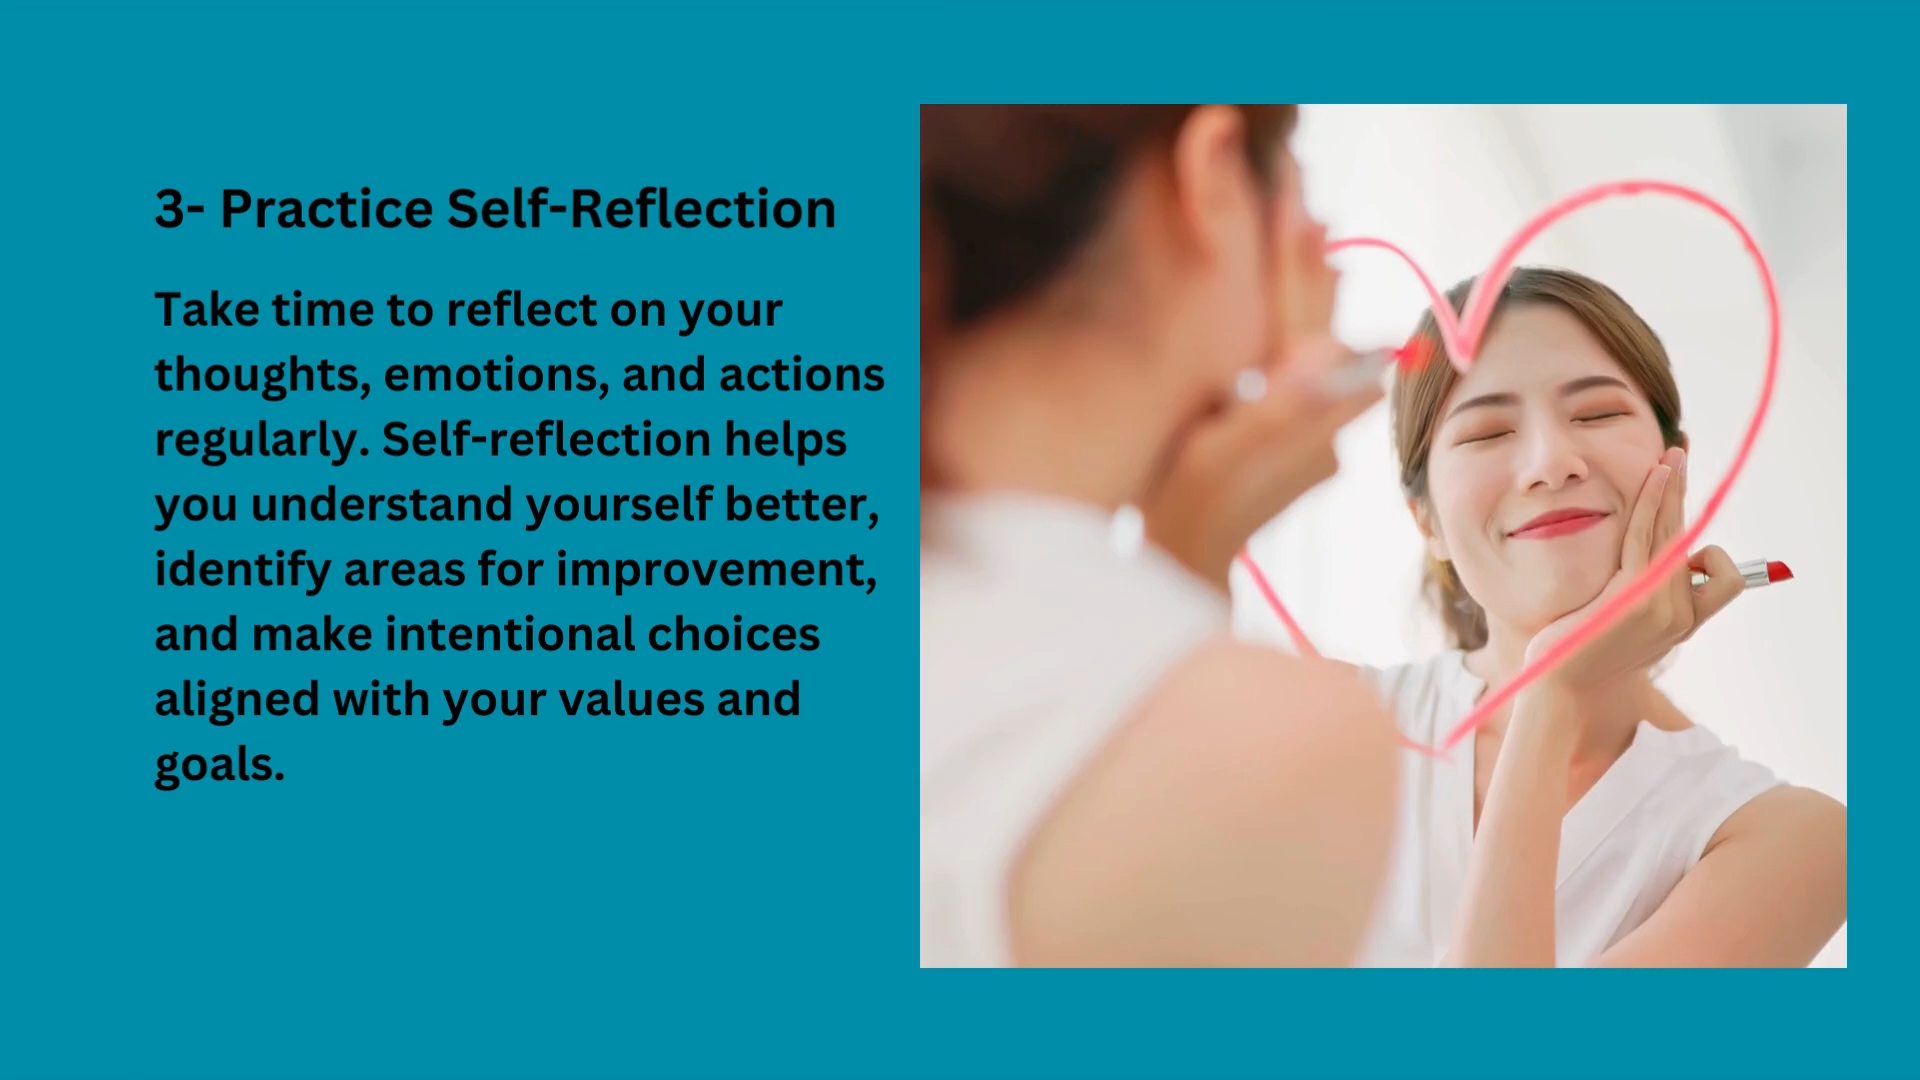 3- Practice Self-Reflection
Take time to reflect on your
thoughts, emotions, and actions
regularly. Self-reflection helps
you understand yourself better,
identify areas for improvement,
and make intentional choices
aligned with your values and
goals.